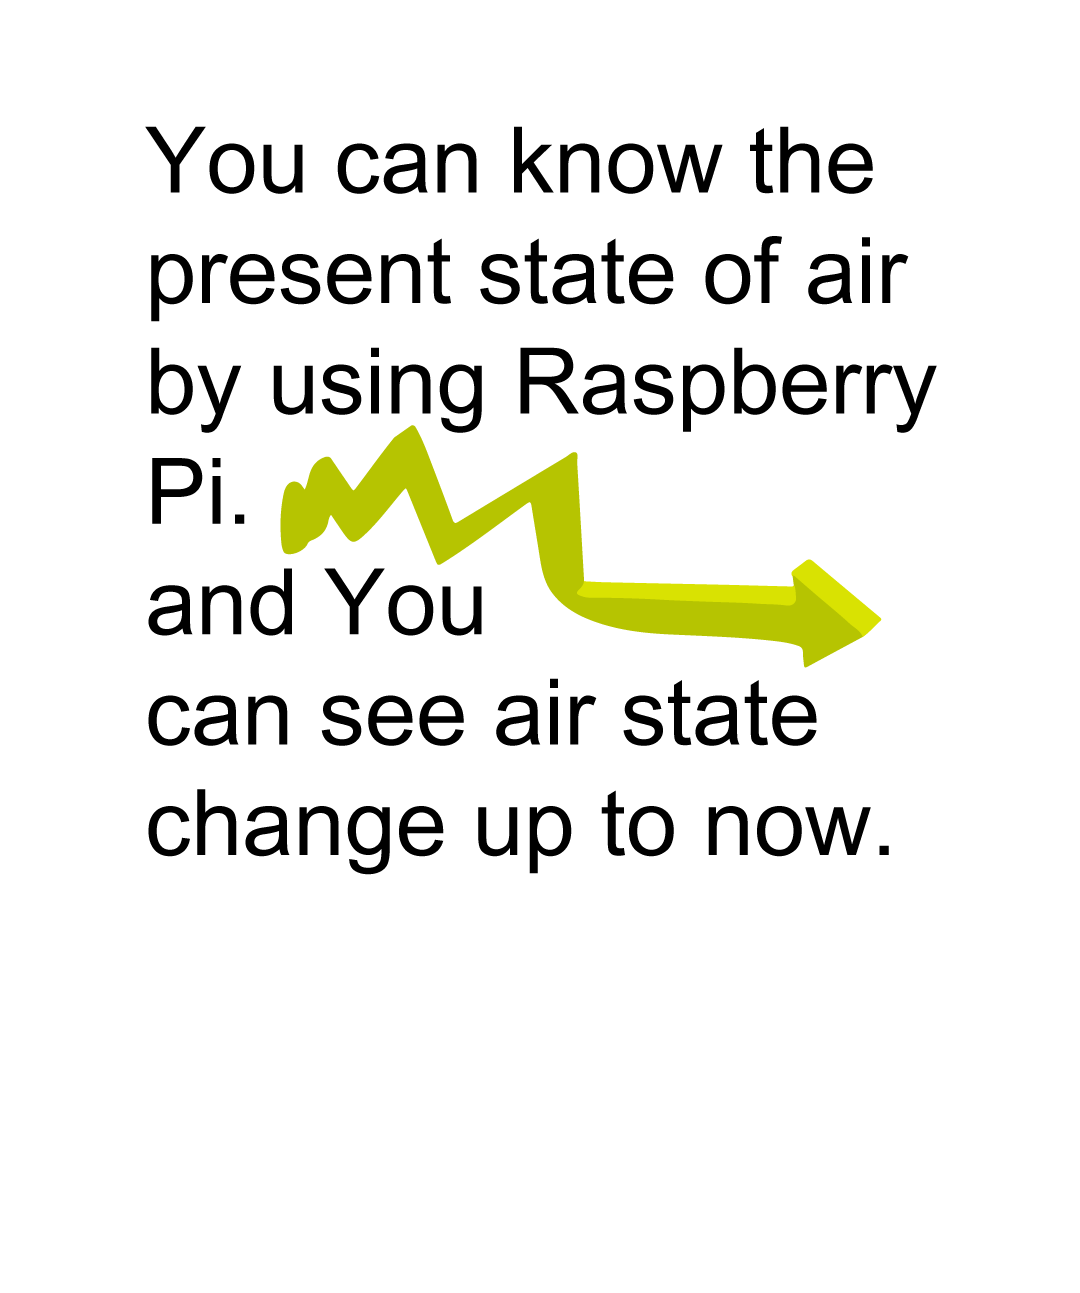 You can know the
present state of air
by using Raspberry
Pi.
and You
can see air state
change up to now.